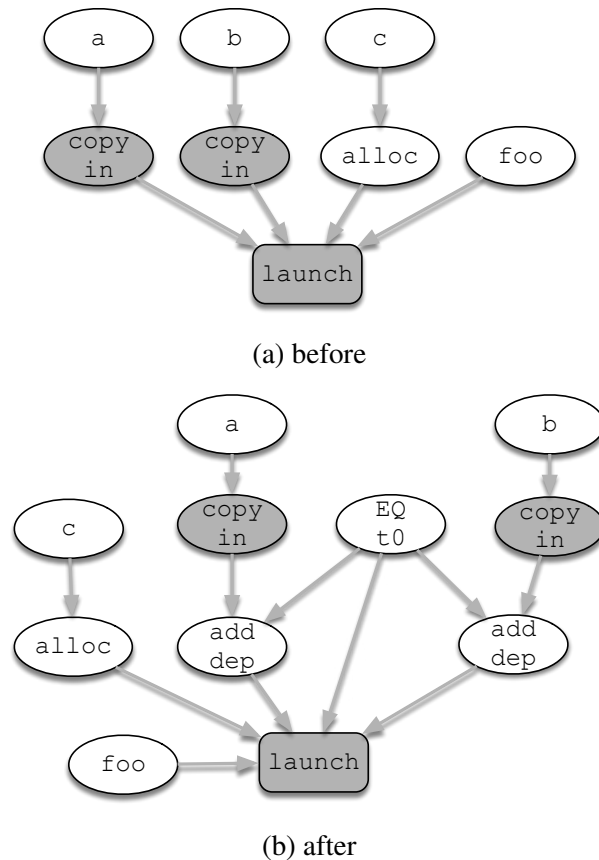 a b c
copy in copy in alloc foo
launch
(a) before
a b
c copy in EQ t0 copy in
alloc add dep add dep
foo launch
(b) after